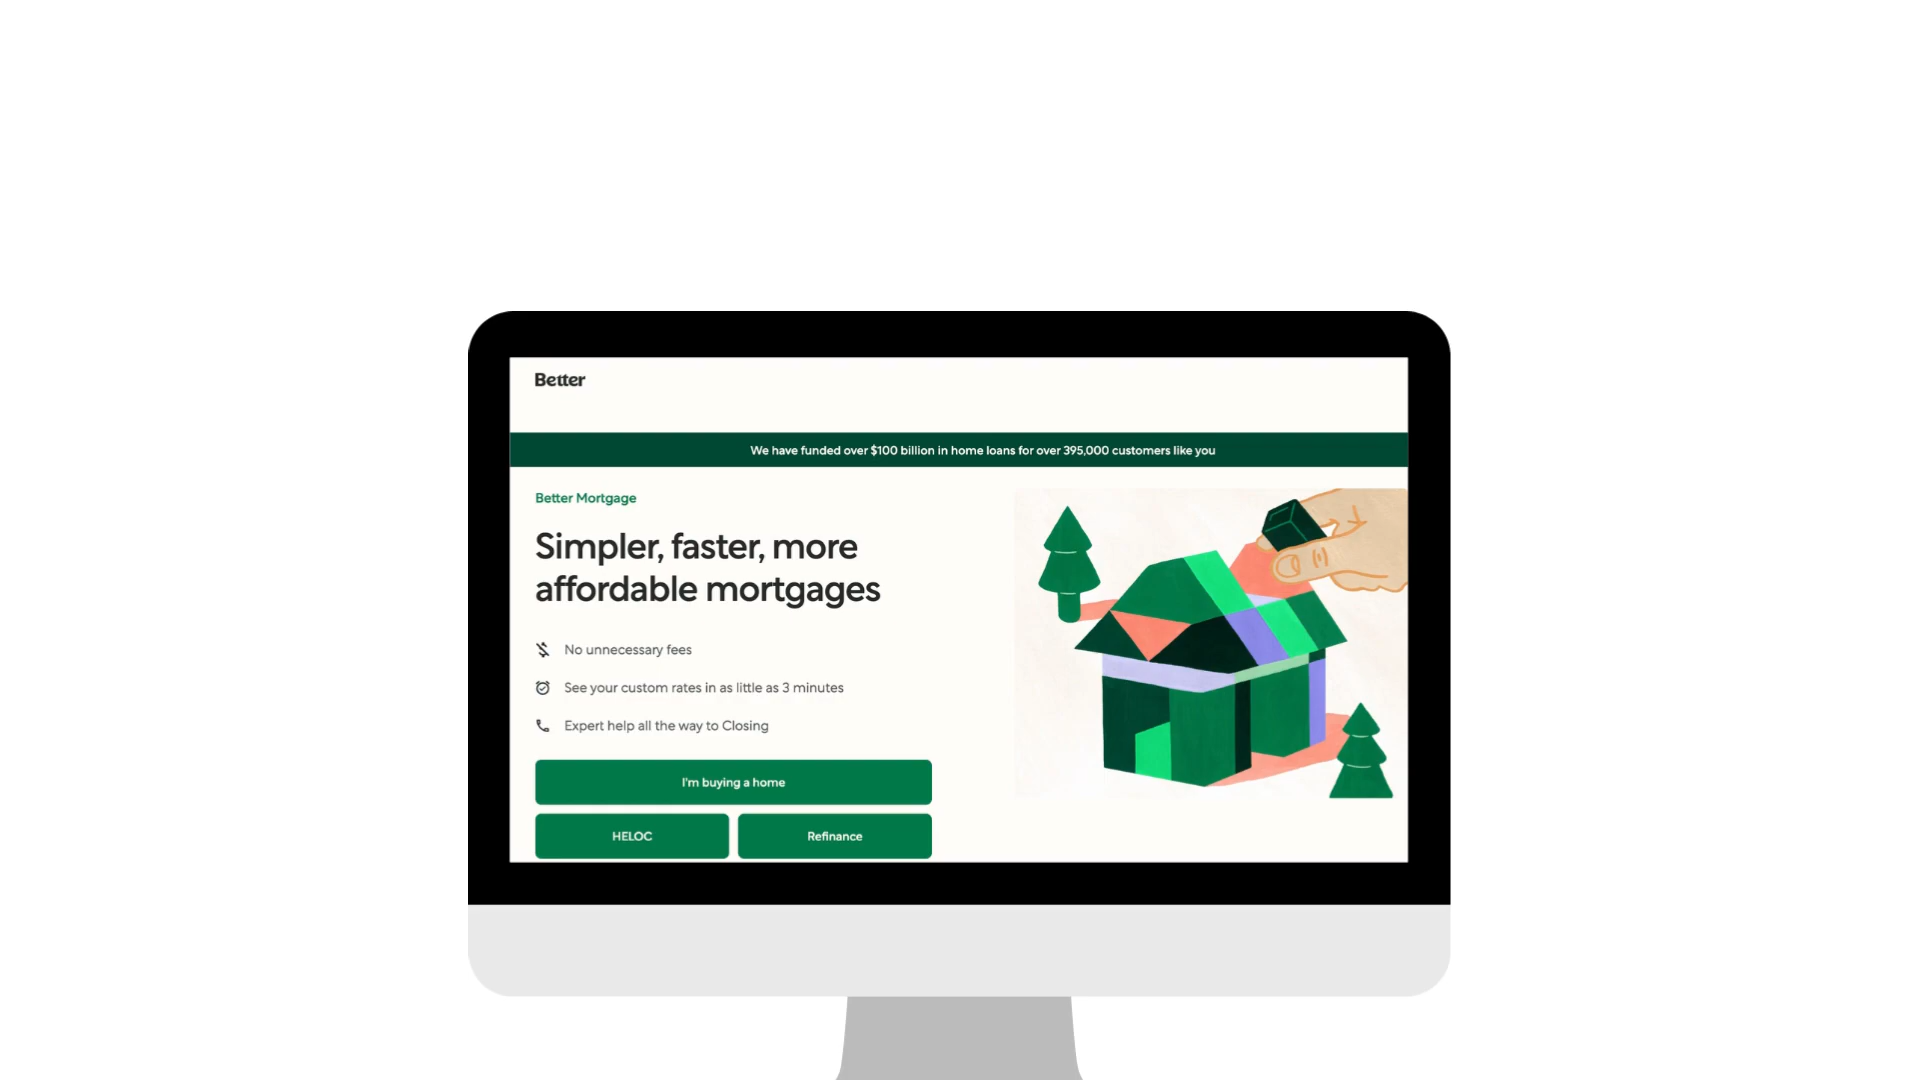 Better
We have funded over $100 billion in home loans for over 395,000 customers like you
Better Mortgage
Simpler, faster, more
affordable mortgages
No unnecessary fees
See your custom rates in as little as 3 minutes
Expert help all the way to Closing
I'm buying a home
HELOC
Refinance